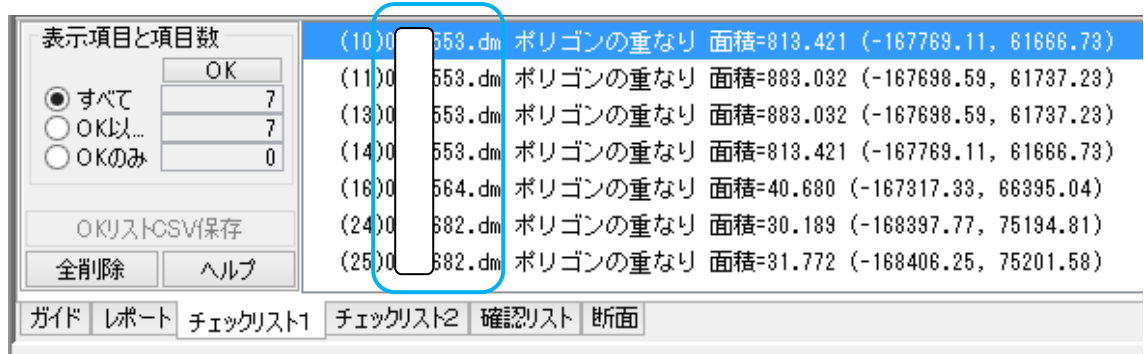 表示項目と項目数
OK
すべて 7
OK以... 7
OKのみ 0
OKリストCSV保存
全削除 ヘルプ
(10)0 553.dm ポリゴンの重なり 面積=813.421 (-167769.11, 61666.73)
(11)0 553.dm ポリゴンの重なり 面積=883.032 (-167698.59, 61737.23)
(13)0 553.dm ポリゴンの重なり 面積=883.032 (-167698.59, 61737.23)
(14)0 553.dm ポリゴンの重なり 面積=813.421 (-167769.11, 61666.73)
(16)0 564.dm ポリゴンの重なり 面積=40.680 (-167317.33, 66395.04)
(24)0 682.dm ポリゴンの重なり 面積=30.189 (-168397.77, 75194.81)
(25)0 682.dm ポリゴンの重なり 面積=31.772 (-168406.25, 75201.58)
ガイド レポート チェックリスト1 チェックリスト2 確認リスト 断面